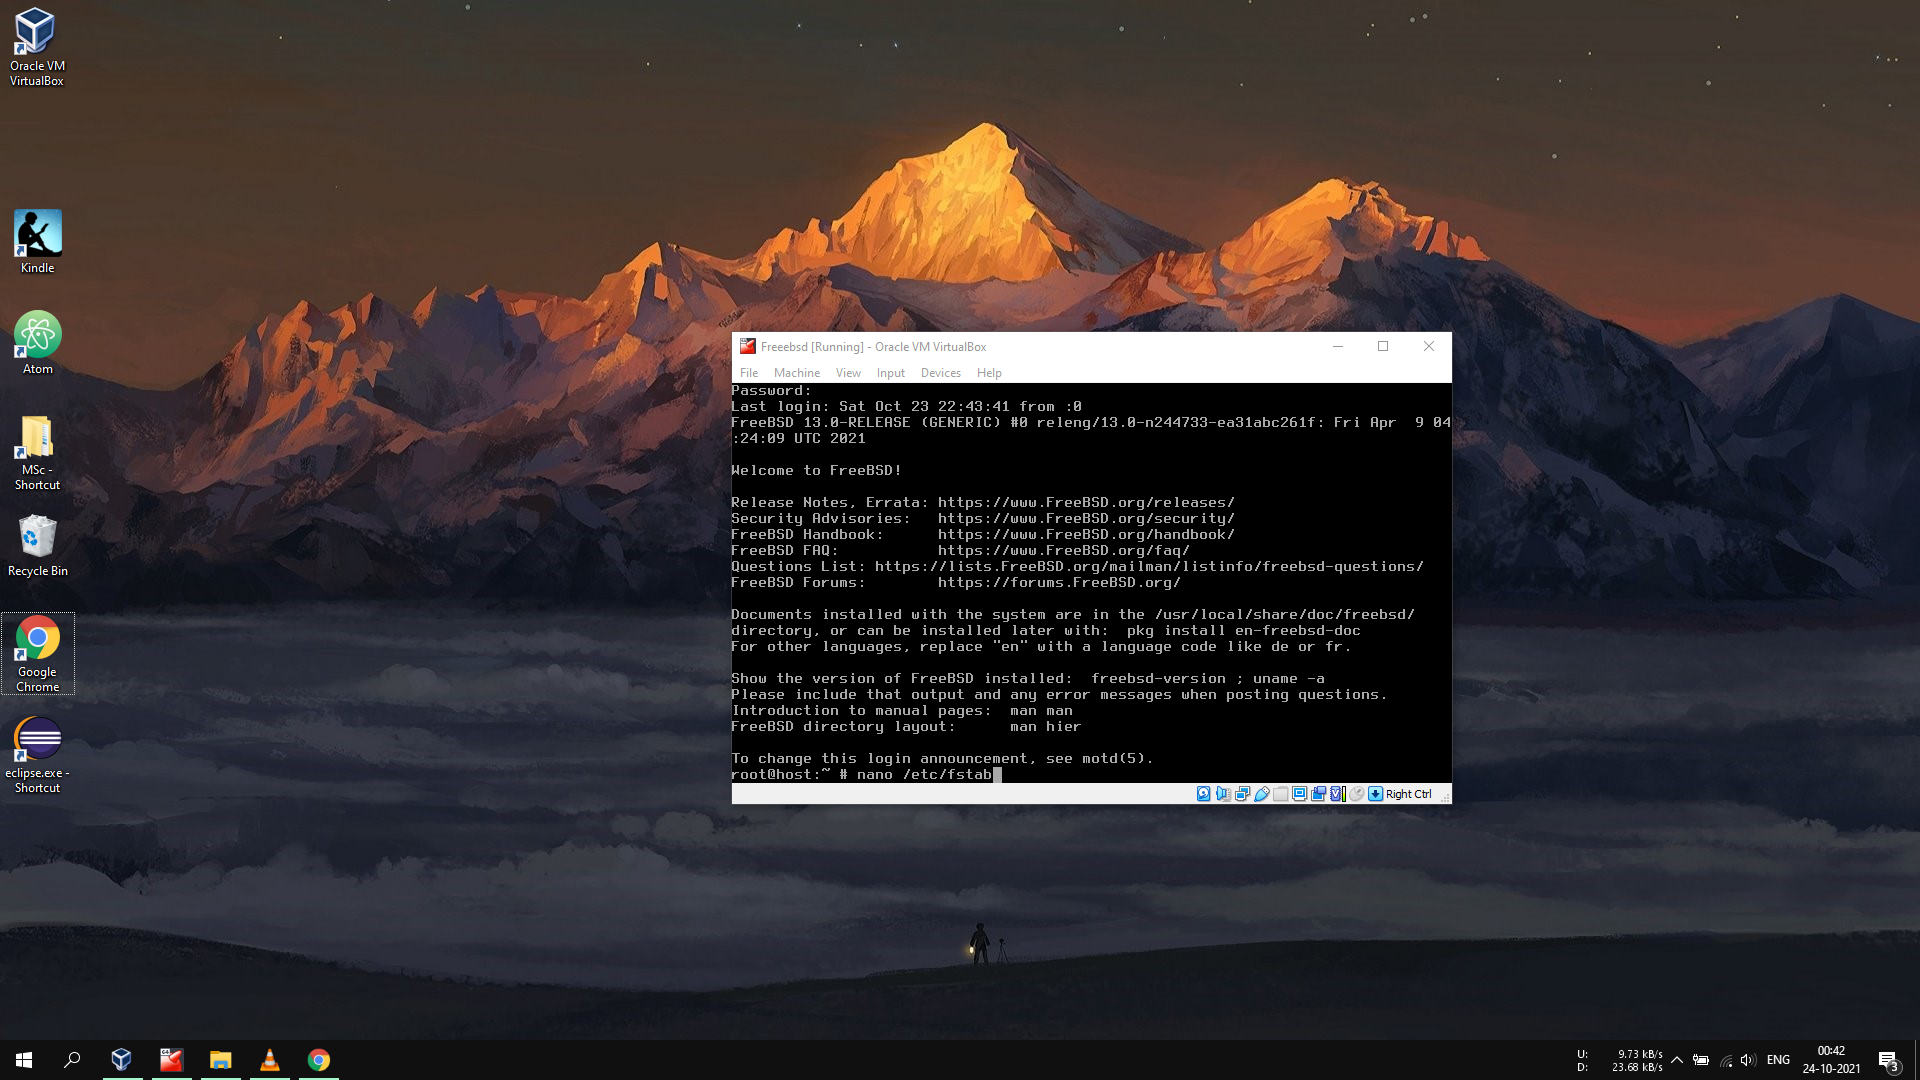 Oracle VM
VirtualBox
Kindle
Atom
MSc -
Shortcut
Recycle Bin
Google
Chrome
eclipse.exe -
Shortcut
Freeebsd [Running] - Oracle VM VirtualBox
File Machine View Input Devices Help
Password:
Last login: Sat Oct 23 22:43:41 from :0
FreeBSD 13.0-RELEASE (GENERIC) #0 releng/13.0-n244733-ea31abc261f: Fri Apr  9 04
:24:09 UTC 2021
Welcome to FreeBSD!
Release Notes, Errata: https://www.FreeBSD.org/releases/
Security Advisories:   https://www.FreeBSD.org/security/
FreeBSD Handbook:      https://www.FreeBSD.org/handbook/
FreeBSD FAQ:           https://www.FreeBSD.org/faq/
Questions List: https://lists.FreeBSD.org/mailman/listinfo/freebsd-questions/
FreeBSD Forums:        https://forums.FreeBSD.org/
Documents installed with the system are in the /usr/local/share/doc/freebsd/
directory, or can be installed later with:  pkg install en-freebsd-doc
For other languages, replace "en" with a language code like de or fr.
Show the version of FreeBSD installed:  freebsd-version ; uname -a
Please include that output and any error messages when posting questions.
Introduction to manual pages:  man man
FreeBSD directory layout:      man hier
To change this login announcement, see motd(5).
root@host:~ # nano /etc/fstab
Right Ctrl
U: 9.73 kB/s
D: 23.68 kB/s
ENG
00:42
24-10-2021
3